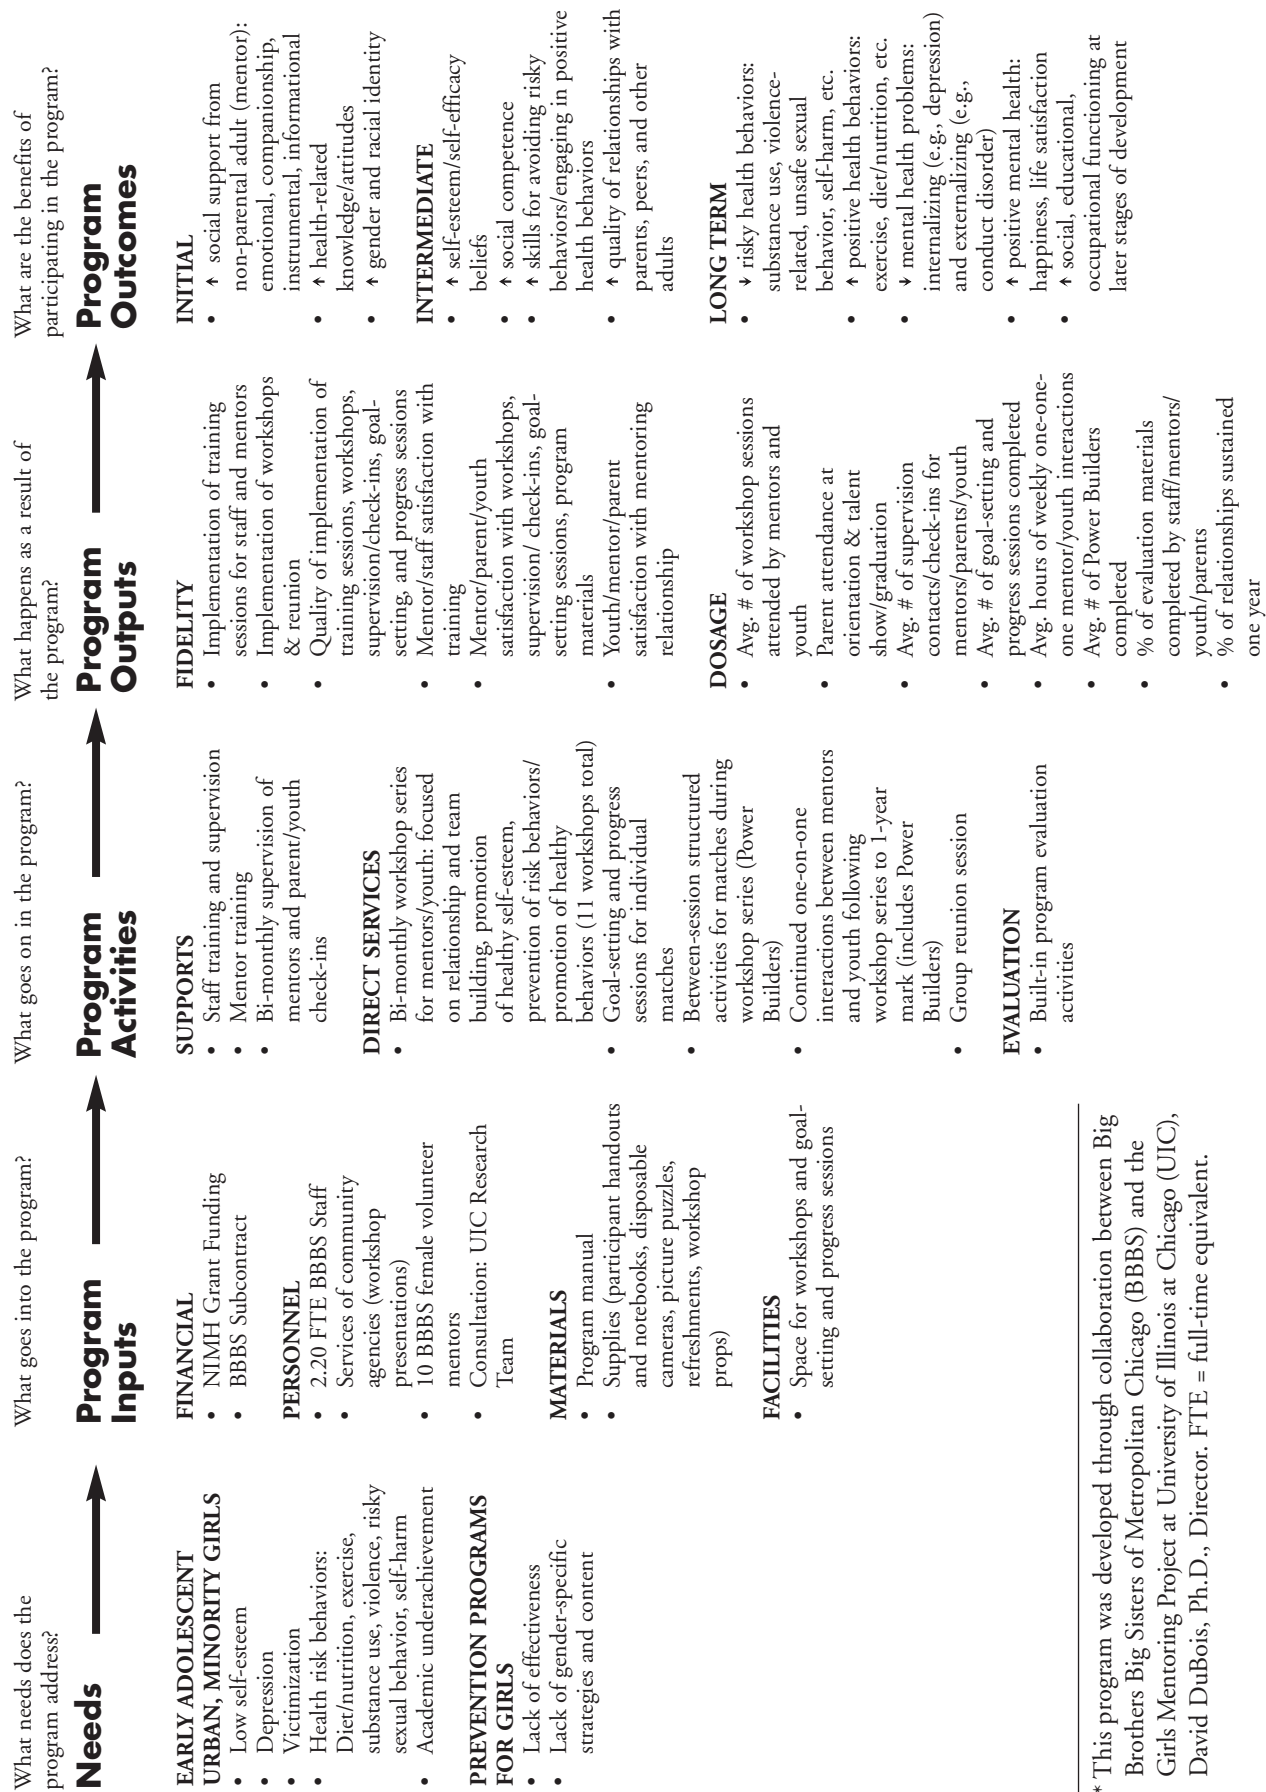 What needs does the
program address?
Needs
EARLY ADOLESCENT
URBAN, MINORITY GIRLS
• Low self-esteem
• Depression
• Victimization
• Health risk behaviors:
Diet/nutrition, exercise,
substance use, violence, risky
sexual behavior, self-harm
• Academic underachievement
PREVENTION PROGRAMS
FOR GIRLS
• Lack of effectiveness
• Lack of gender-specific
strategies and content
What goes into the program?
Program
Inputs
FINANCIAL
• NIMH Grant Funding
• BBBS Subcontract
PERSONNEL
• 2.20 FTE BBBS Staff
• Services of community
agencies (workshop
presentations)
• 10 BBBS female volunteer
mentors
• Consultation: UIC Research
Team
MATERIALS
• Program manual
• Supplies (participant handouts
and notebooks, disposable
cameras, picture puzzles,
refreshments, workshop
props)
FACILITIES
• Space for workshops and goal-
setting and progress sessions
What goes on in the program?
Program
Activities
SUPPORTS
• Staff training and supervision
• Mentor training
• Bi-monthly supervision of
mentors and parent/youth
check-ins
DIRECT SERVICES
• Bi-monthly workshop series
for mentors/youth: focused
on relationship and team
building, promotion
of healthy self-esteem,
prevention of risk behaviors/
promotion of healthy
behaviors (11 workshops total)
• Goal-setting and progress
sessions for individual
matches
• Between-session structured
activities for matches during
workshop series (Power
Builders)
• Continued one-on-one
interactions between mentors
and youth following
workshop series to 1-year
mark (includes Power
Builders)
• Group reunion session
EVALUATION
• Built-in program evaluation
activities
What happens as a result of
the program?
Program
Outputs
FIDELITY
• Implementation of training
sessions for staff and mentors
• Implementation of workshops
& reunion
• Quality of implementation of
training sessions, workshops,
supervision/check-ins, goal-
setting, and progress sessions
• Mentor/staff satisfaction with
training
• Mentor/parent/youth
satisfaction with workshops,
supervision/ check-ins, goal-
setting sessions, program
materials
• Youth/mentor/parent
satisfaction with mentoring
relationship
DOSAGE
• Avg. # of workshop sessions
attended by mentors and
youth
• Parent attendance at
orientation & talent
show/graduation
• Avg. # of supervision
contacts/check-ins for
mentors/parents/youth
• Avg. # of goal-setting and
progress sessions completed
• Avg. hours of weekly one-one-
one mentor/youth interactions
• Avg. # of Power Builders
completed
• % of evaluation materials
completed by staff/mentors/
youth/parents
• % of relationships sustained
one year
What are the benefits of
participating in the program?
Program
Outcomes
INITIAL
• ↑ social support from
non-parental adult (mentor):
emotional, companionship,
instrumental, informational
• ↑ health-related
knowledge/attitudes
• ↑ gender and racial identity
INTERMEDIATE
• ↑ self-esteem/self-efficacy
beliefs
• ↑ social competence
• ↑ skills for avoiding risky
behaviors/engaging in positive
health behaviors
• ↑ quality of relationships with
parents, peers, and other
adults
LONG TERM
• ↓ risky health behaviors:
substance use, violence-
related, unsafe sexual
behavior, self-harm, etc.
• ↑ positive health behaviors:
exercise, diet/nutrition, etc.
• ↓ mental health problems:
internalizing (e.g., depression)
and externalizing (e.g.,
conduct disorder)
• ↑ positive mental health:
happiness, life satisfaction
• ↑ social, educational,
occupational functioning at
later stages of development
* This program was developed through collaboration between Big
Brothers Big Sisters of Metropolitan Chicago (BBBS) and the
Girls Mentoring Project at University of Illinois at Chicago (UIC),
David DuBois, Ph.D., Director. FTE = full-time equivalent.